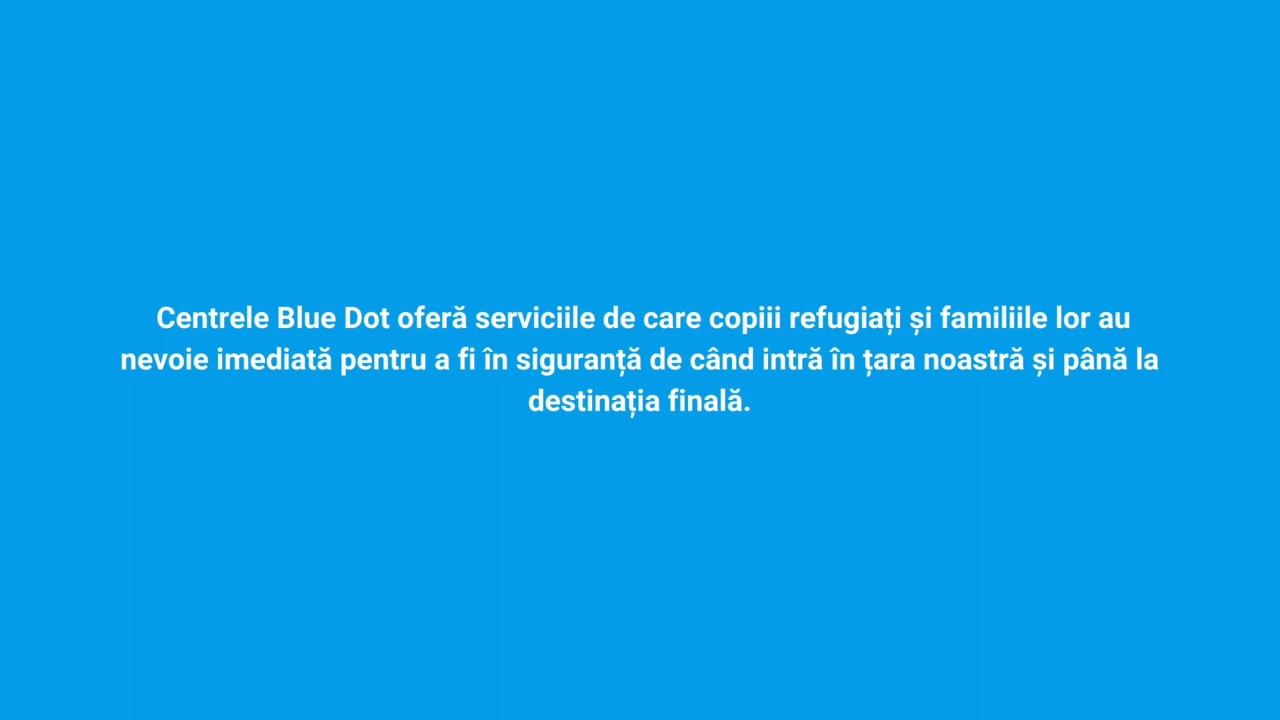 Centrele Blue Dot oferă serviciile de care copiii refugiați și familiile lor au
nevoie imediată pentru a fi în siguranță de când intră în țara noastră și până la
destinația finală.